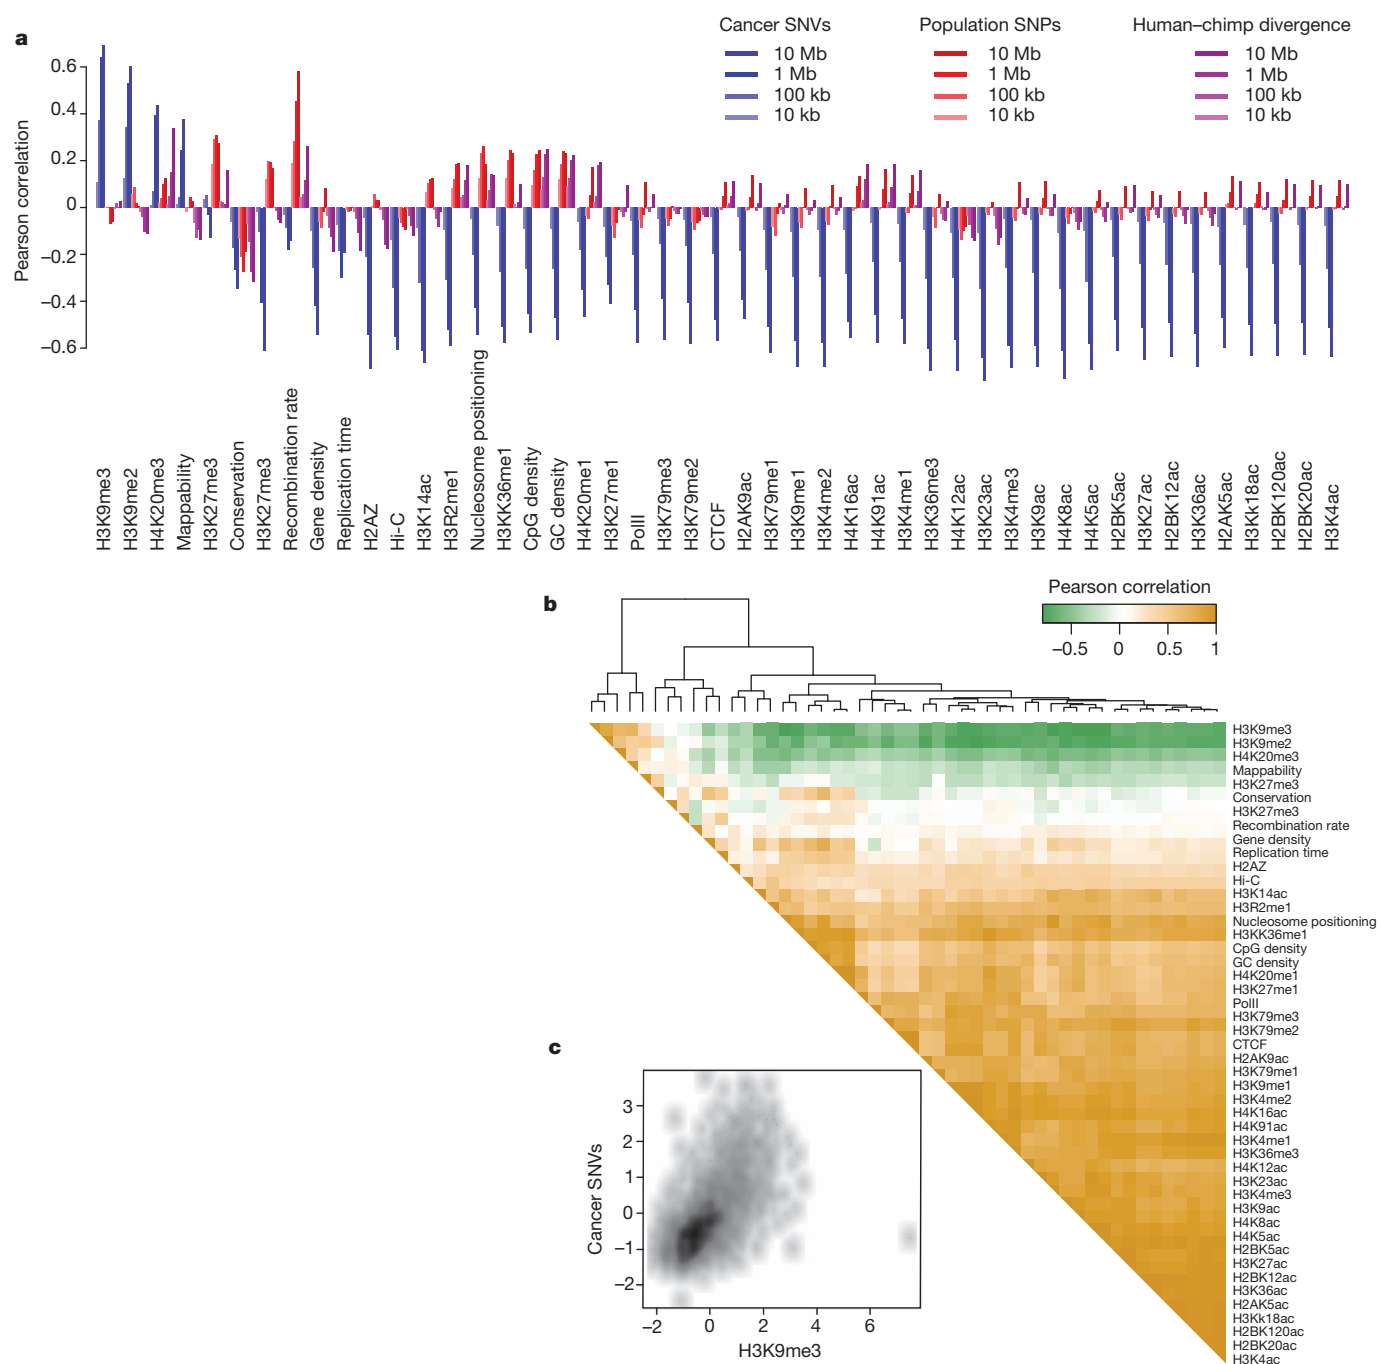 a
Cancer SNVs
Population SNPs
Human–chimp divergence
10 Mb
10 Mb
10 Mb
1 Mb
1 Mb
1 Mb
100 kb
100 kb
100 kb
10 kb
10 kb
10 kb
Pearson correlation
0.6
0.4
0.2
0
−0.2
−0.4
−0.6
H3K9me3
H3K9me2
H4K20me3
Mappability
H3K27me3
Conservation
H3K27me3
Recombination rate
Gene density
Replication time
H2AZ
Hi-C
H3K14ac
H3R2me1
Nucleosome positioning
H3KK36me1
CpG density
GC density
H4K20me1
H3K27me1
PolII
H3K79me3
H3K79me2
CTCF
H2AK9ac
H3K79me1
H3K9me1
H3K4me2
H4K16ac
H4K91ac
H3K4me1
H3K36me3
H4K12ac
H3K23ac
H3K4me3
H3K9ac
H4K8ac
H4K5ac
H2BK5ac
H3K27ac
H2BK12ac
H3K36ac
H2AK5ac
H3Kk18ac
H2BK120ac
H2BK20ac
H3K4ac
b
Pearson correlation
−0.5 0 0.5 1
H3K9me3
H3K9me2
H4K20me3
Mappability
H3K27me3
Conservation
H3K27me3
Recombination rate
Gene density
Replication time
H2AZ
Hi-C
H3K14ac
H3R2me1
Nucleosome positioning
H3KK36me1
CpG density
GC density
H4K20me1
H3K27me1
PolII
H3K79me3
H3K79me2
CTCF
H2AK9ac
H3K79me1
H3K9me1
H3K4me2
H4K16ac
H4K91ac
H3K4me1
H3K36me3
H4K12ac
H3K23ac
H3K4me3
H3K9ac
H4K8ac
H4K5ac
H2BK5ac
H3K27ac
H2BK12ac
H3K36ac
H2AK5ac
H3Kk18ac
H2BK120ac
H2BK20ac
H3K4ac
c
Cancer SNVs
3
2
1
0
−1
−2
−2 0 2 4 6
H3K9me3